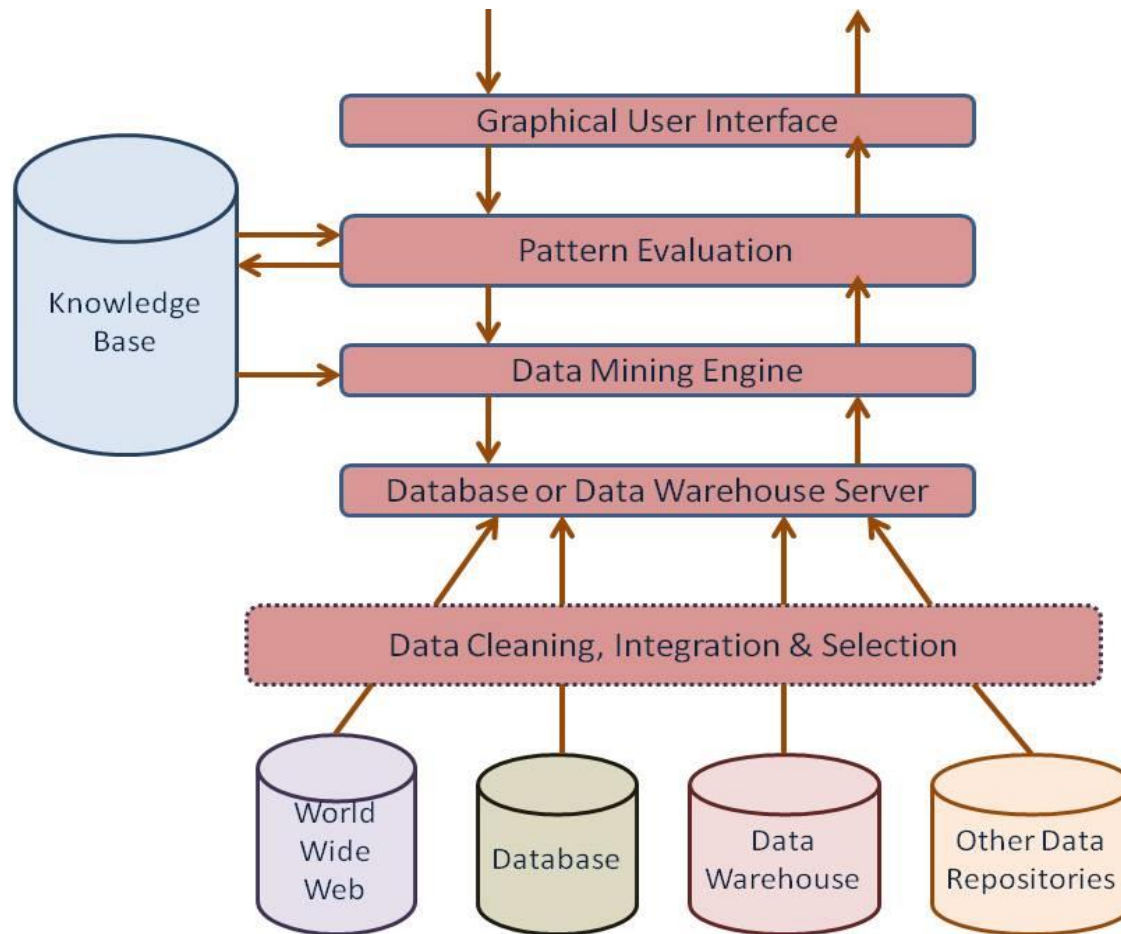 Graphical User Interface
Pattern Evaluation
Knowledge
Base
Data Mining Engine
Database or Data Warehouse Server
Data Cleaning, Integration & Selection
World
Wide
Web
Database
Data
Warehouse
Other Data
Repositories